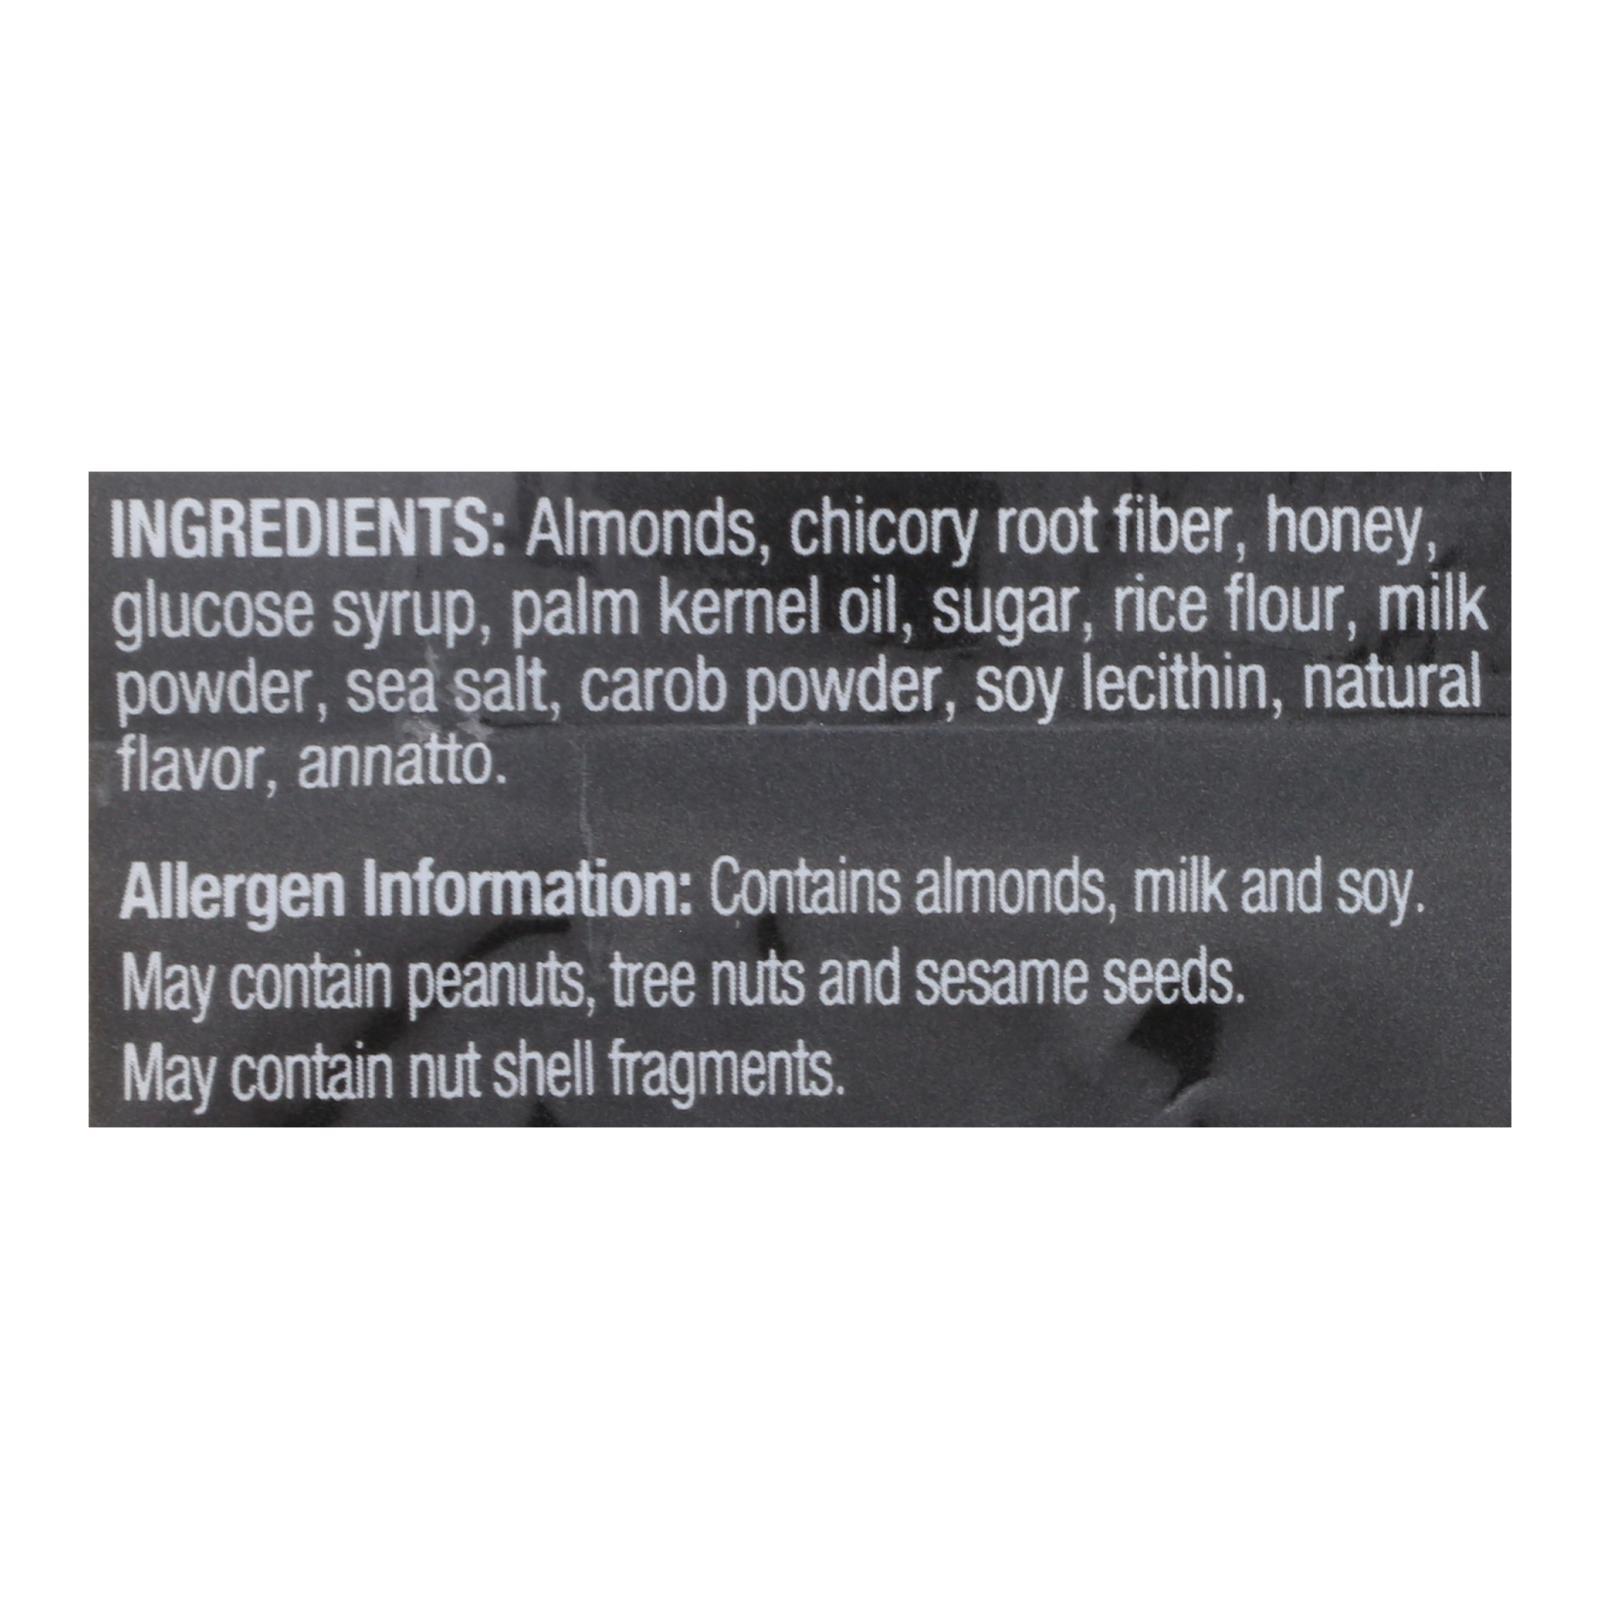 INGREDIENTS: Almonds, chicory root fiber, honey,
glucose syrup, palm kernel oil, sugar, rice flour, milk
powder, sea salt, carob powder, soy lecithin, natural
flavor, annatto.
Allergen Information: Contains almonds, milk and soy.
May contain peanuts, tree nuts and sesame seeds.
May contain nut shell fragments.